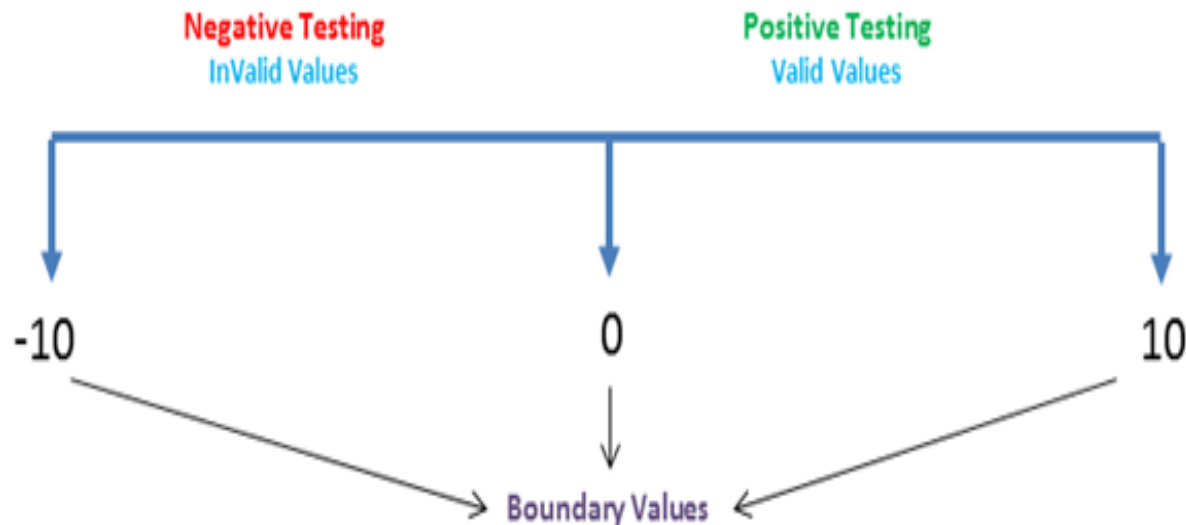 Negative Testing
InValid Values
Positive Testing
Valid Values
-10
0
10
Boundary Values